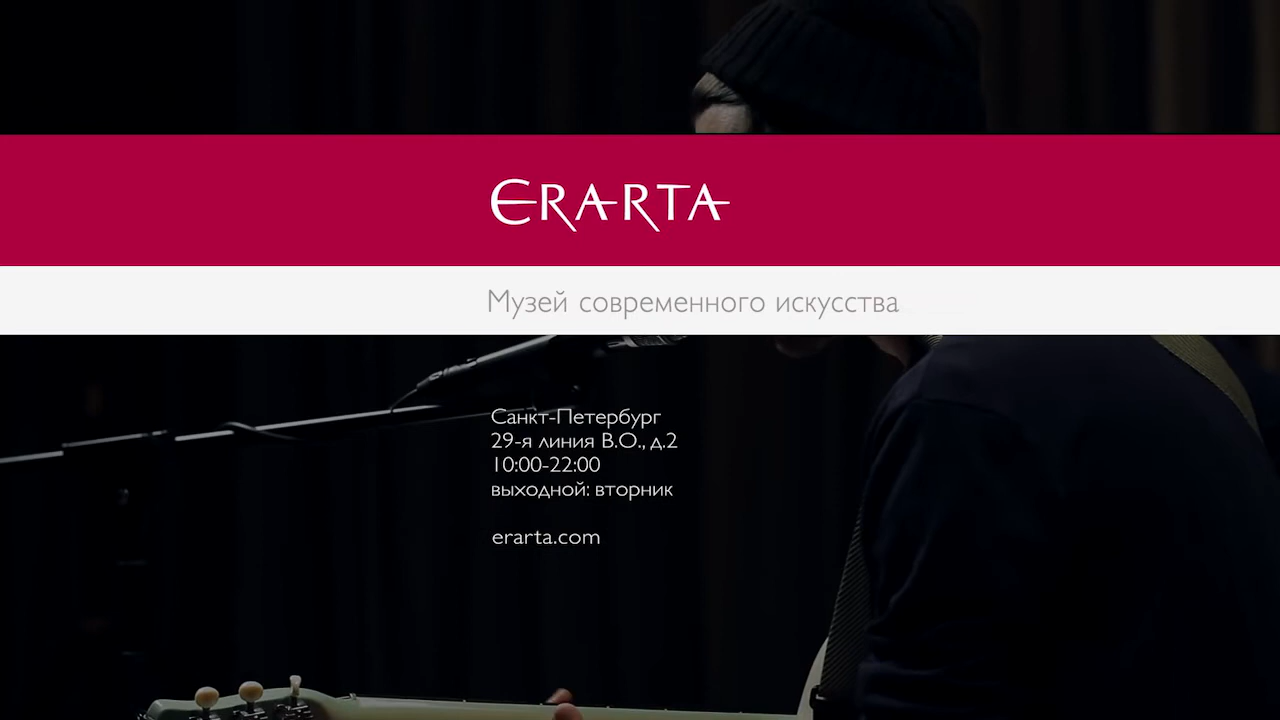 ERARTA
Музей современного искусства
Санкт-Петербург
29-я линия В.О., д.2
10:00-22:00
выходной: вторник
erarta.com